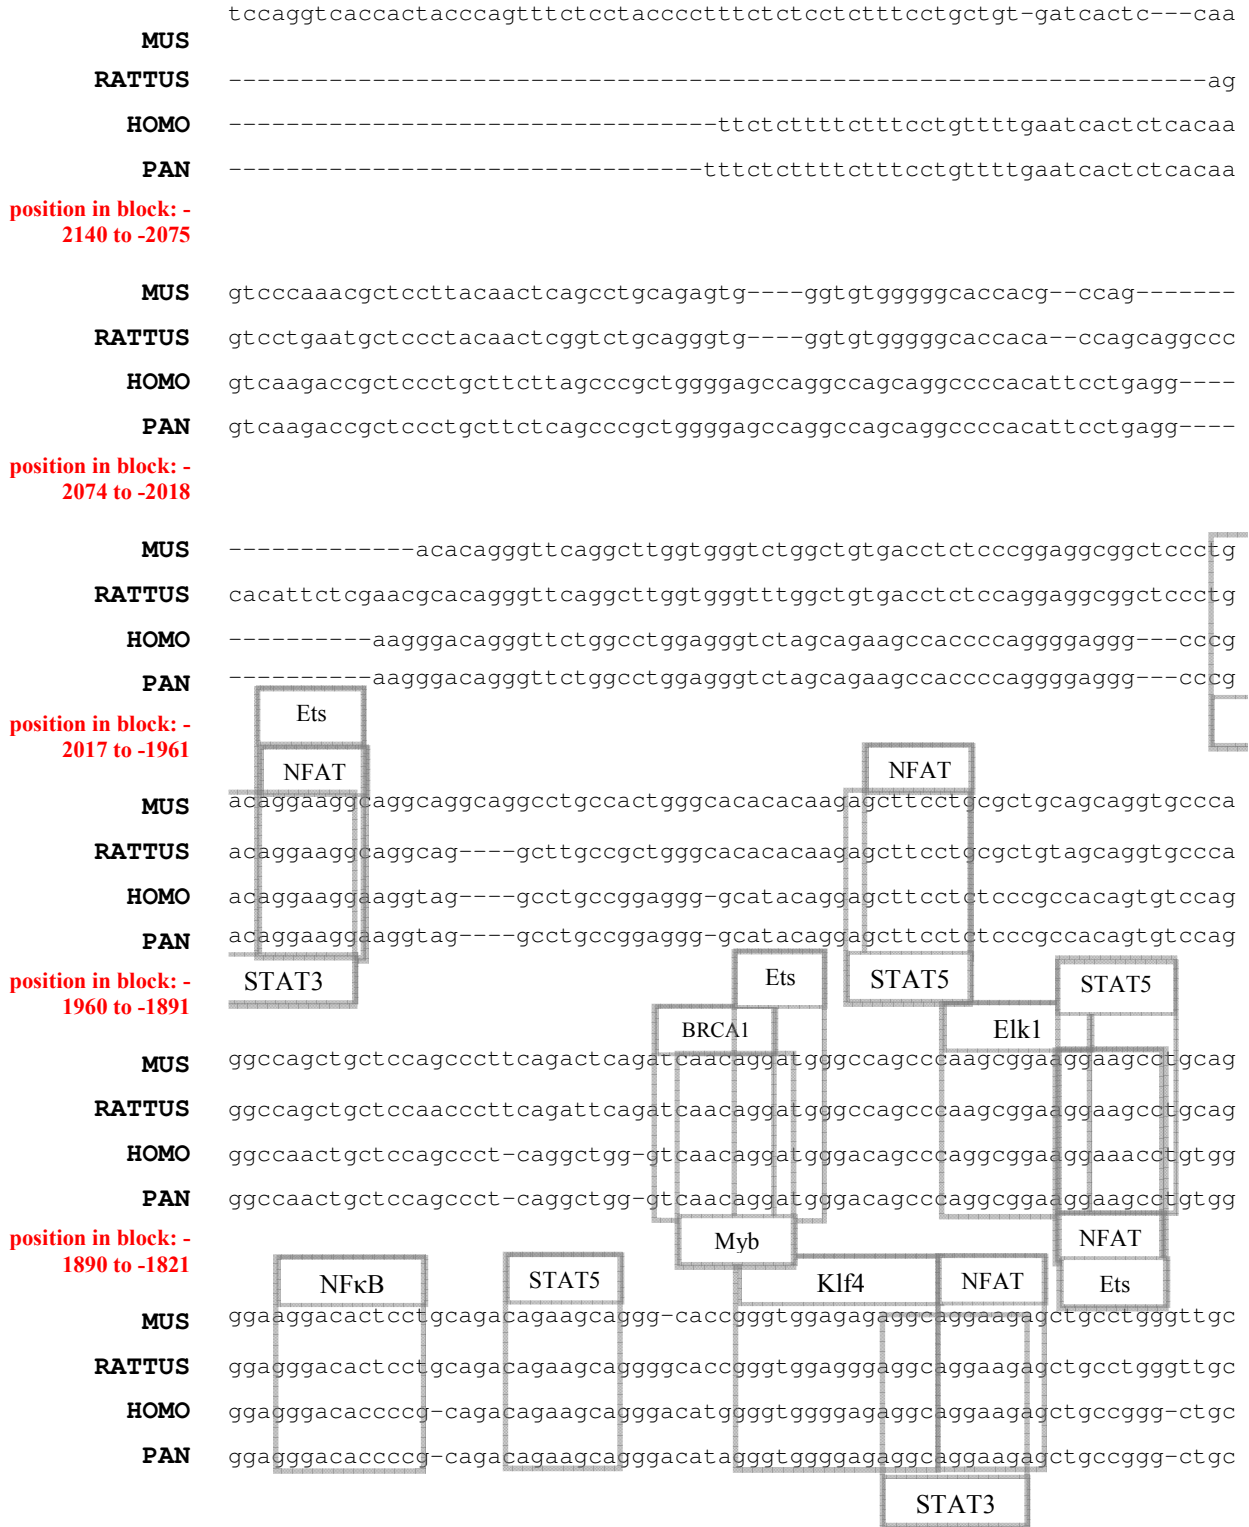 tccaggtcaccactacccagtttctcctacccctttctctcctctttcctgctgt-gatcactc---caa
MUS
RATTUS --------------------------------------------------------------------ag
HOMO ----------------------------------ttctcttttctttcctgttttgaatcactctcacaa
PAN ---------------------------------tttctcttttctttcctgttttgaatcactctcacaa
position in block: -
2140 to -2075
MUS gtcccaaacgctccttacaactcagcctgcagagtg----ggtgtgggggcaccacg--ccag-------
RATTUS gtcctgaatgctccctacaactcggtctgcagggtg----ggtgtgggggcaccaca--ccagcaggccc
HOMO gtcaagaccgctccctgcttcttagcccgctggggagccaggccagcaggccccacattcctgagg----
PAN gtcaagaccgctccctgcttctcagcccgctggggagccaggccagcaggccccacattcctgagg----
position in block: -
2074 to -2018
MUS -------------acacagggttcaggcttggtgggtctggctgtgacctctcccggaggcggctccctg
RATTUS cacattctcgaacgcacagggttcaggcttggtgggtttggctgtgacctctccaggaggcggctccctg
HOMO ----------aagggacagggttctggcctggagggtctagcagaagccaccccaggggaggg---cccg
PAN ----------aagggacagggttctggcctggagggtctagcagaagccaccccaggggaggg---cccg
Ets
position in block: -
2017 to -1961
NFAT NFAT
MUS acaggaaggcaggcaggcaggcctgccactgggcacacacaagagcttcctgcgctgcagcaggtgccca
RATTUS acaggaaggcaggcag----gcttgccgctgggcacacacaagagcttcctgcgctgtagcaggtgccca
HOMO acaggaaggaaggtag----gcctgccggaggg-gcatacaggagcttcctctcccgccacagtgtccag
PAN acaggaaggaaggtag----gcctgccggaggg-gcatacaggagcttcctctcccgccacagtgtccag
position in block: -
1960 to -1891
STAT3 Ets STAT5 STAT5
BRCA1 Elk1
MUS ggccagctgctccagcccttcagactcagatcaacaggatgggccagcccaagcggaaggaagcctgcag
RATTUS ggccagctgctccaacccttcagattcagatcaacaggatgggccagcccaagcggaaggaagcctgcag
HOMO ggccaactgctccagccct-caggctgg-gtcaacaggatgggacagcccaggcggaaggaaacctgtgg
PAN ggccaactgctccagccct-caggctgg-gtcaacaggatgggacagcccaggcggaaggaagcctgtgg
position in block: -
1890 to -1821
Myb NFAT
NFκB STAT5 Klf4 NFAT Ets
MUS ggaaggacactcctgcagacagaagcaggg-caccgggtggagagaggcaggaagagctgcctgggttgc
RATTUS ggagggacactcctgcagacagaagcaggggcaccgggtggagggaggcaggaagagctgcctgggttgc
HOMO ggagggacaccccg-cagacagaagcagggacatggggtggggagaggcaggaagagctgccggg-ctgc
PAN ggagggacaccccg-cagacagaagcagggacatagggtggggagaggcaggaagagctgccggg-ctgc
STAT3